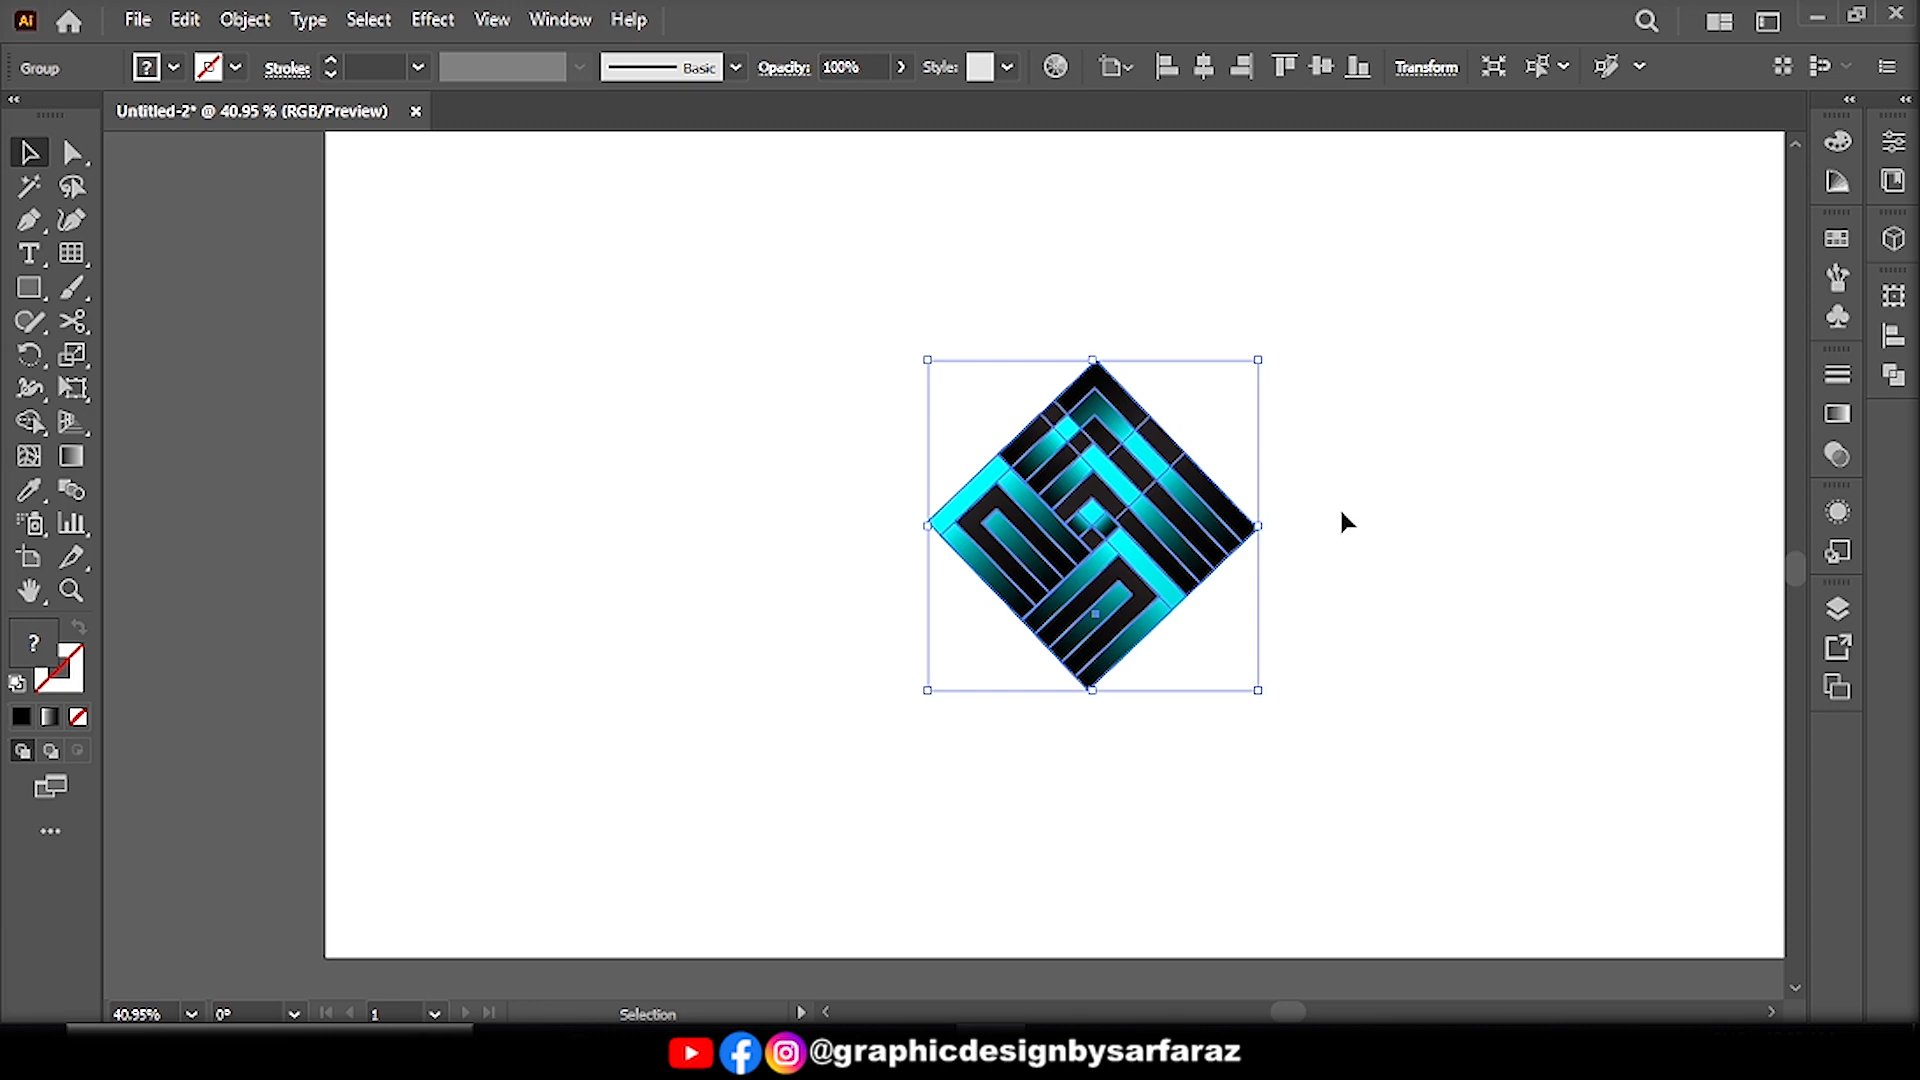 Ai File Edit Object Type Select Effect View Window Help
Group ? Stroke: Basic Opacity: 100% Style: Transform
Untitled-2* @ 40.95 % (RGB/Preview)
?
40.95% 0° 1 Selection
@graphicdesignbysarfaraz